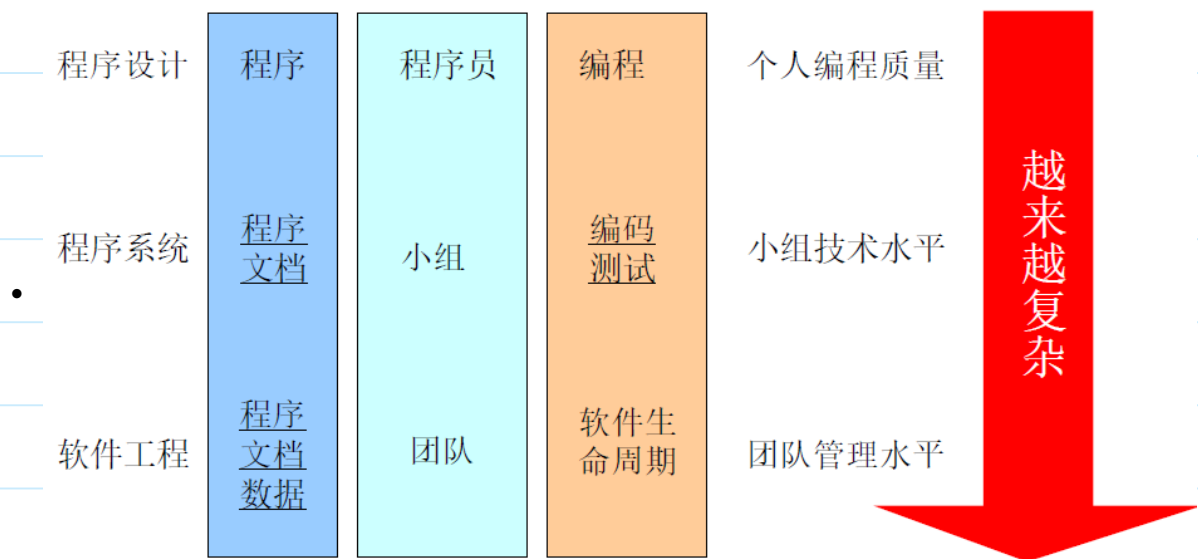 程序设计 程序 程序员 编程 个人编程质量
程序系统 程序 小组 编码 小组技术水平
文档 测试
软件工程 程序 团队 软件生 团队管理水平
文档 命周期
数据
越来越复杂